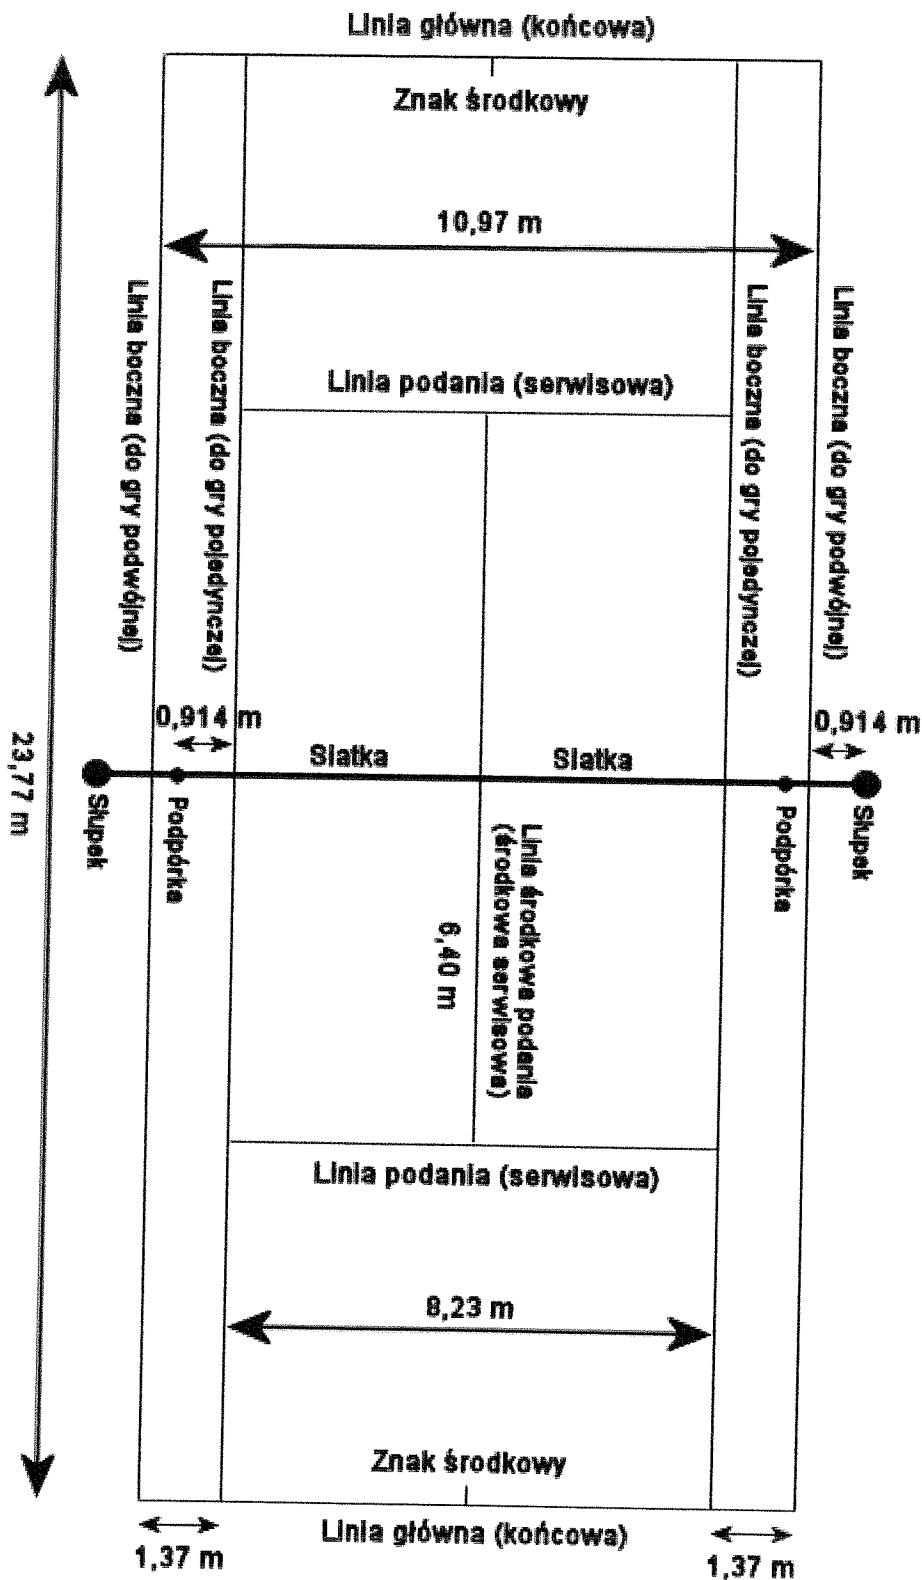 Linia główna (końcowa)
Znak środkowy
10,97 m
Linia boczna (do gry podwójnej)
Linia boczna (do gry pojedynczej)
Linia boczna (do gry pojedynczej)
Linia boczna (do gry podwójnej)
Linia podania (serwisowa)
0,914 m
0,914 m
23,77 m
Siatka
Siatka
Słupek
Podpórka
Podpórka
Słupek
Linia środkowa podania
(środkowa serwisowa)
6,40 m
Linia podania (serwisowa)
8,23 m
Znak środkowy
Linia główna (końcowa)
1,37 m
1,37 m